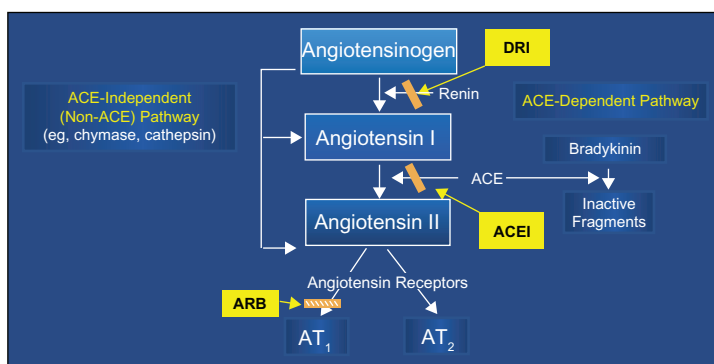 Angiotensinogen
DRI
Renin
ACE-Independent
(Non-ACE) Pathway
(eg, chymase, cathepsin)
ACE-Dependent Pathway
Angiotensin I
Bradykinin
ACE
Inactive
Fragments
Angiotensin II
ACEI
Angiotensin Receptors
ARB
AT₁
AT₂